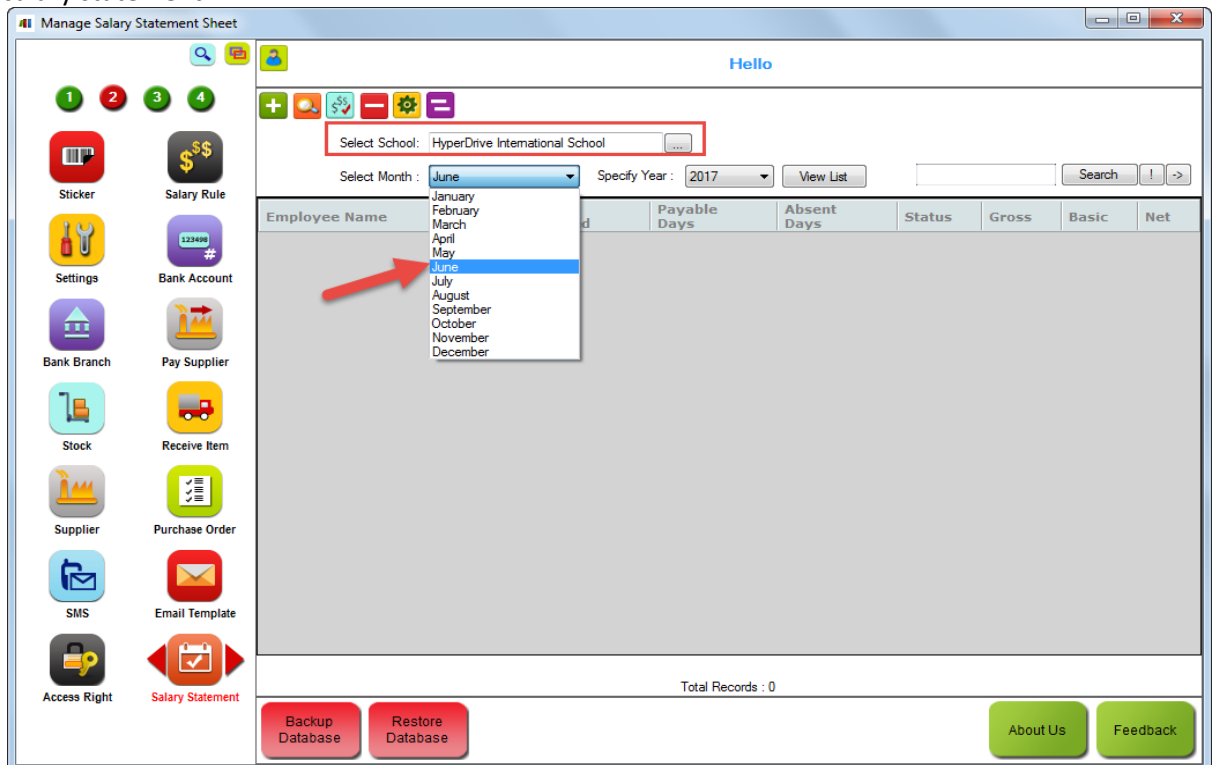 Manage Salary Statement Sheet
Hello
1 2 3 4
Select School: HyperDrive International School ...
Select Month : June Specify Year : 2017 View List Search ! ->
Employee Name d Payable Days Absent Days Status Gross Basic Net
January
February
March
April
May
June
July
August
September
October
November
December
Sticker Salary Rule
123498
#
Settings Bank Account
Bank Branch Pay Supplier
Stock Receive Item
Supplier Purchase Order
SMS Email Template
Access Right Salary Statement
Total Records : 0
Backup Database Restore Database About Us Feedback